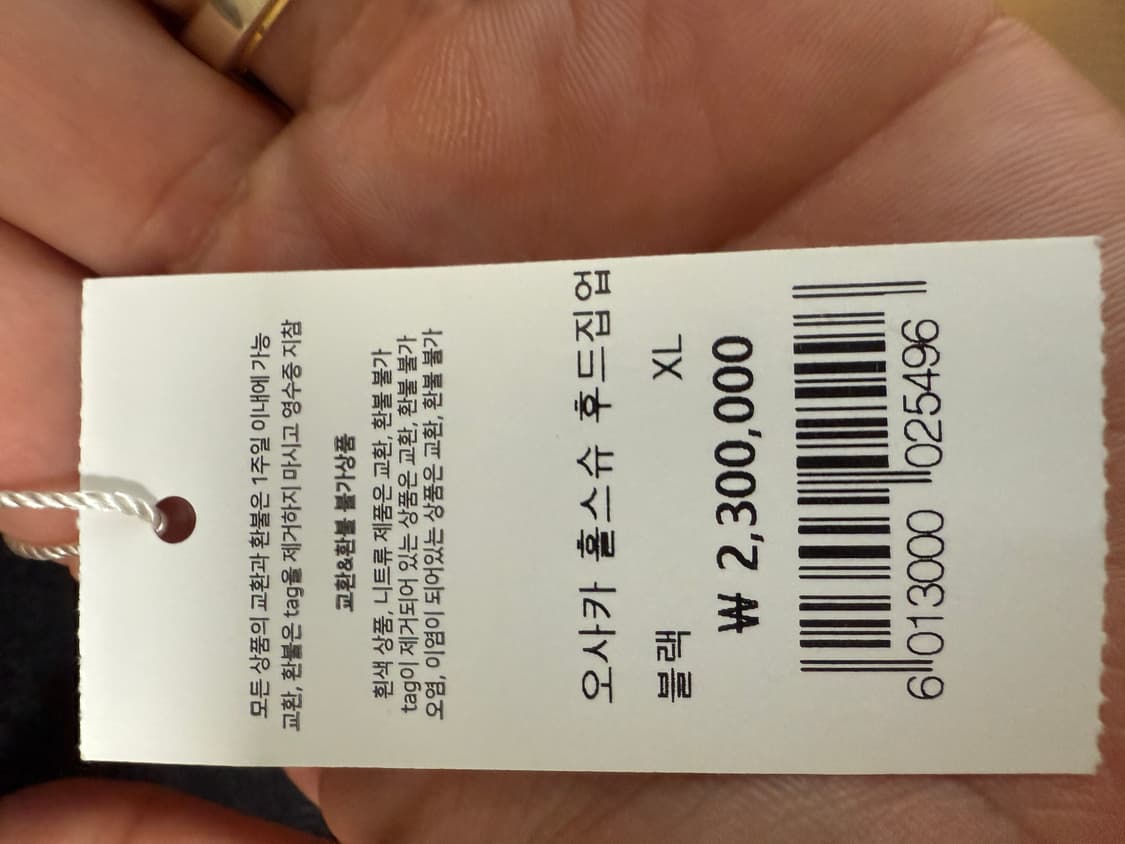 모든 상품의 교환과 환불은 1주일 이내에 가능
교환, 환불은 tag을 제거하지 마시고 영수증 지참
교환&환불 불가상품
흰색 상품, 니트류 제품은 교환, 환불 불가
tag이 제거되어 있는 상품은 교환, 환불 불가
오염, 이염이 되어있는 상품은 교환, 환불 불가
오사카 홀스슈 후드집업
블랙 XL
₩ 2,300,000
6 013000 025496